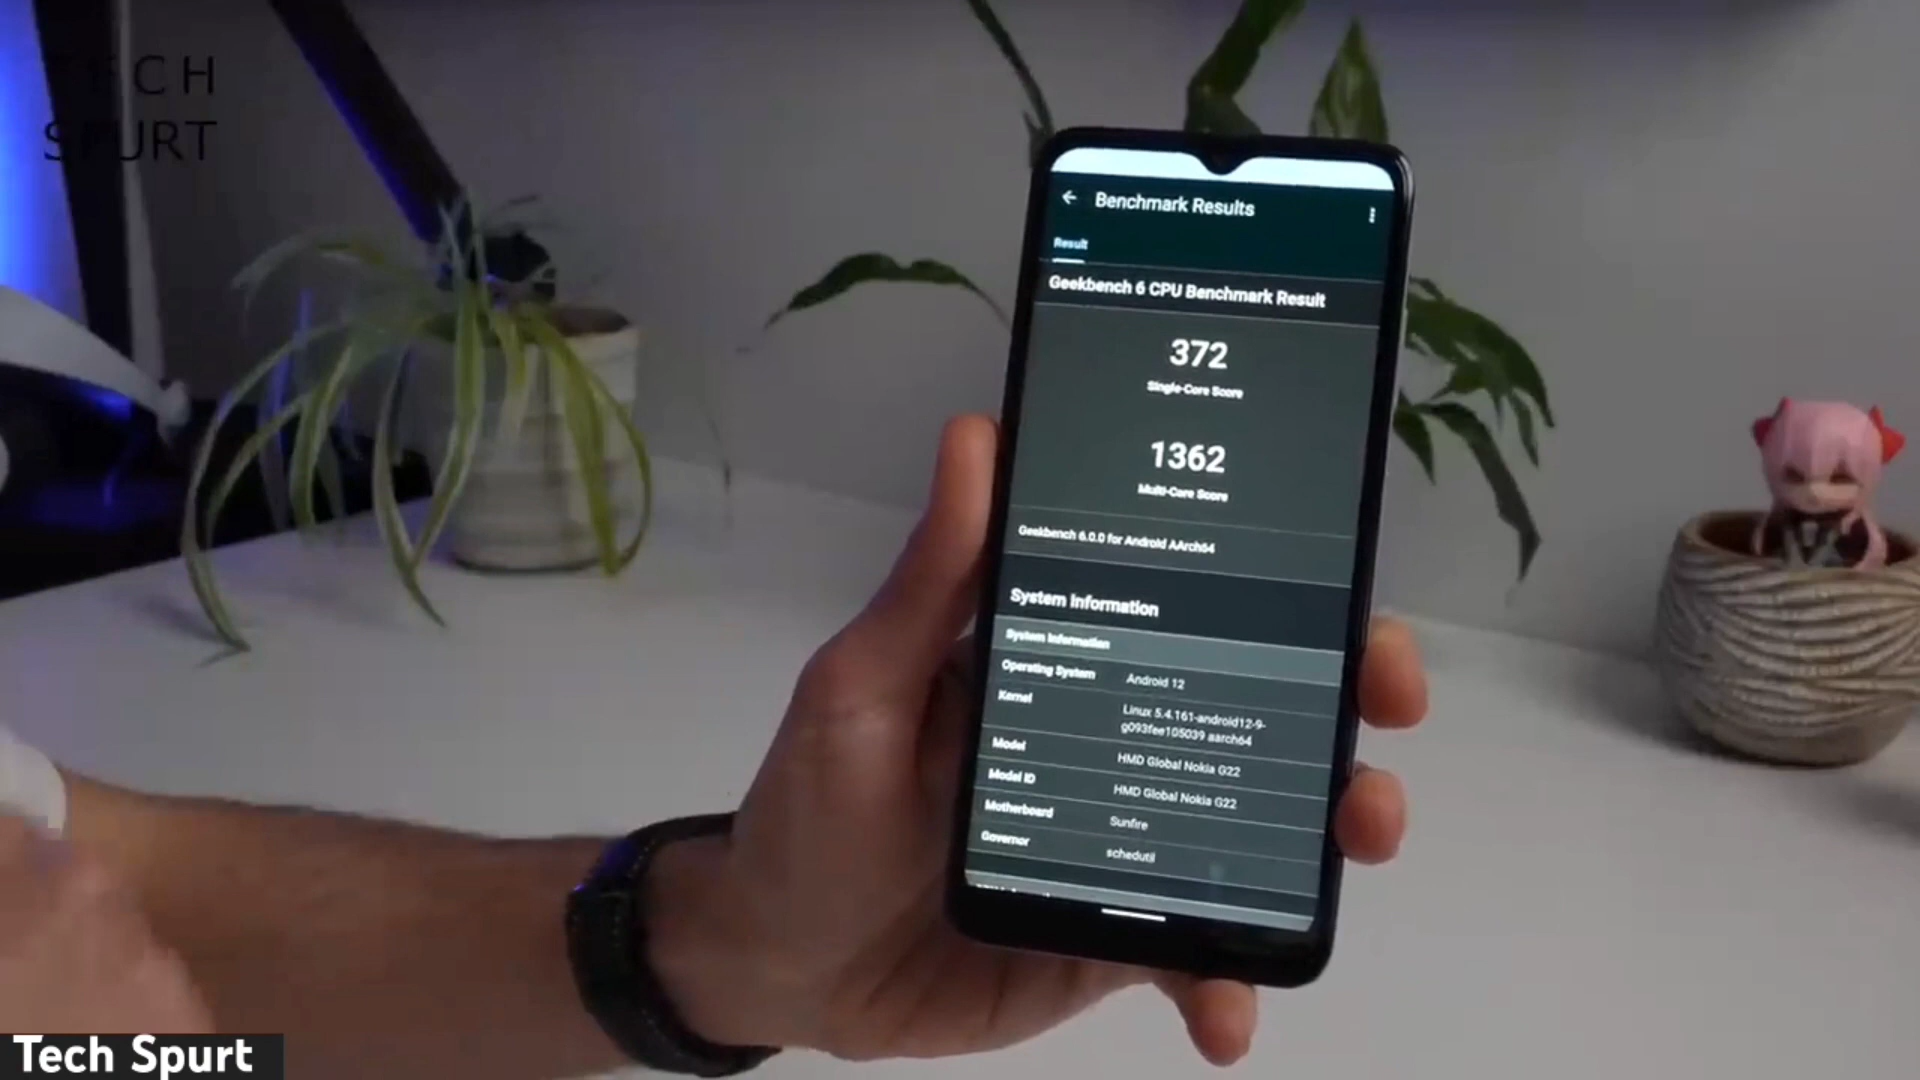 TECH
SPURT
Benchmark Results
Result
Geekbench 6 CPU Benchmark Result
372
Single-Core Score
1362
Multi-Core Score
Geekbench 6.0.0 for Android AArch64
System Information
System Information
Operating System Android 12
Kernel Linux 5.4.161-android12-9-
g093fee105039 aarch64
Model HMD Global Nokia G22
Model ID HMD Global Nokia G22
Motherboard Sunfire
Governor schedutil
Tech Spurt